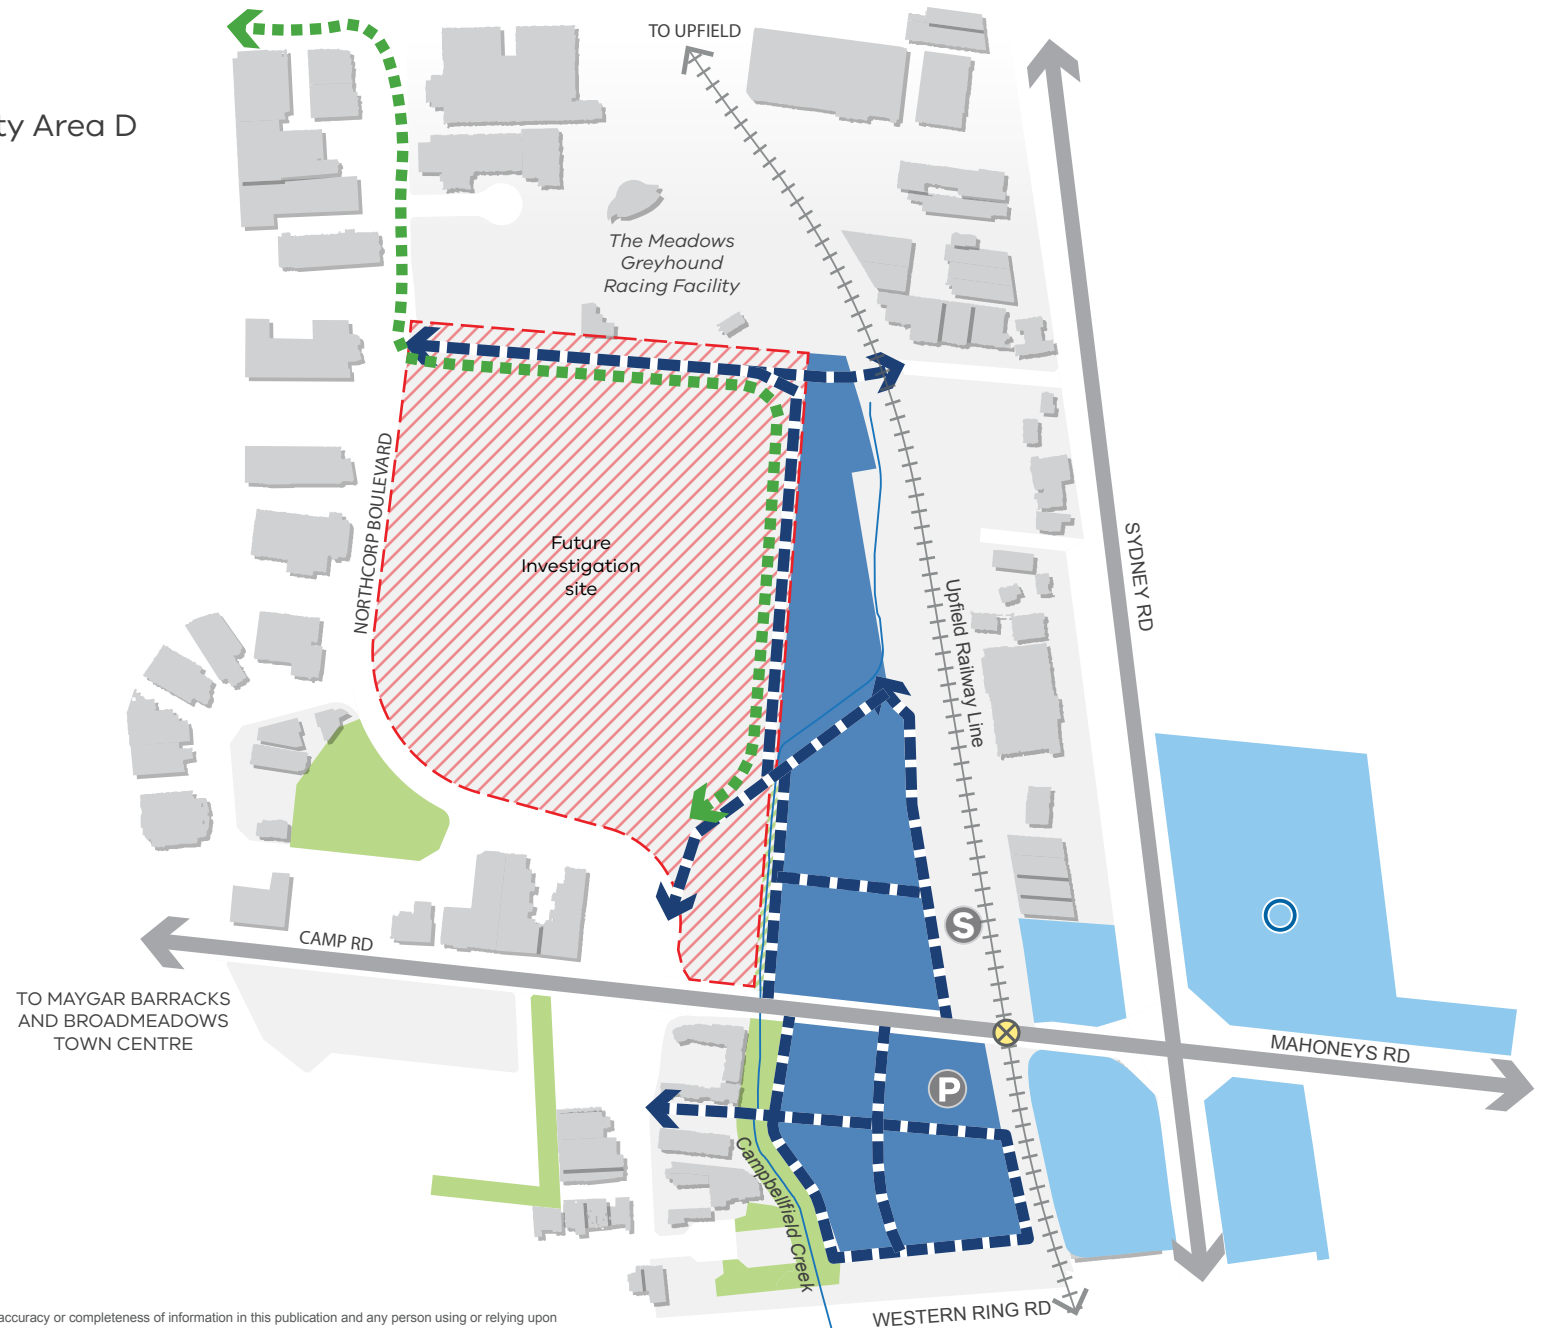 TO UPFIELD
ty Area D
The Meadows
Greyhound
Racing Facility
NORTHCORP BOULEVARD
Future
Investigation
site
SYDNEY RD
Upfield Railway Line
S
CAMP RD
TO MAYGAR BARRACKS
AND BROADMEADOWS
TOWN CENTRE
MAHONEYS RD
P
Campbellfield Creek
WESTERN RING RD
accuracy or completeness of information in this publication and any person using or relying upon